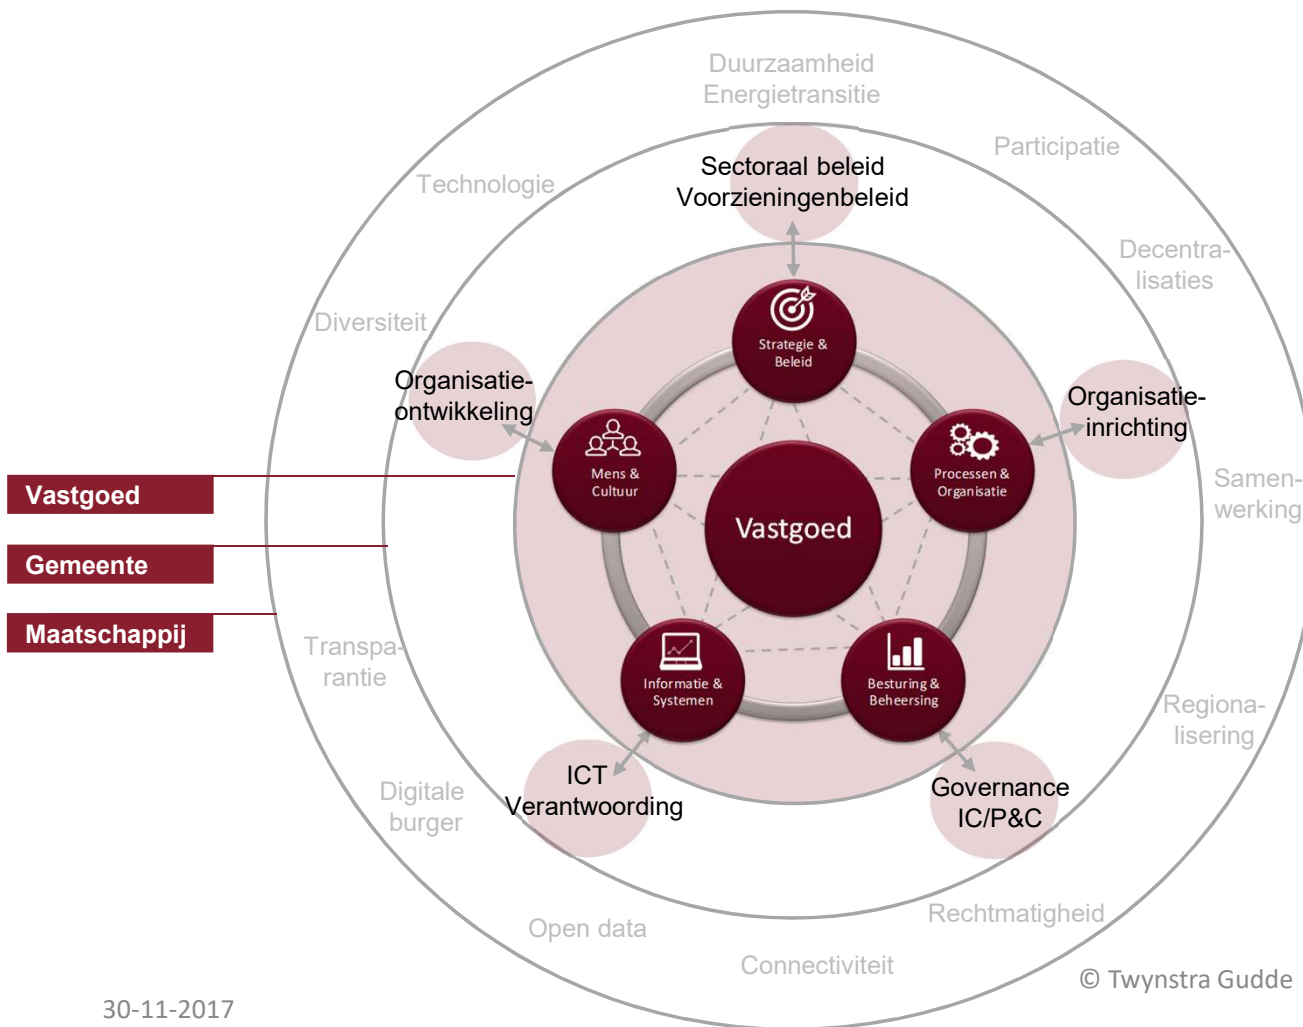 Duurzaamheid
Energietransitie
Participatie
Technologie
Sectoraal beleid
Voorzieningenbeleid
Decentra-
lisaties
Diversiteit
Strategie &
Beleid
Organisatie-
ontwikkeling
Organisatie-
inrichting
Mens &
Cultuur
Processen &
Organisatie
Vastgoed
Samen-
werking
Vastgoed
Gemeente
Maatschappij
Transpa-
rantie
Informatie &
Systemen
Besturing &
Beheersing
Regiona-
lisering
ICT
Verantwoording
Governance
IC/P&C
Digitale
burger
Open data
Rechtmatigheid
Connectiviteit
© Twynstra Gudde
30-11-2017